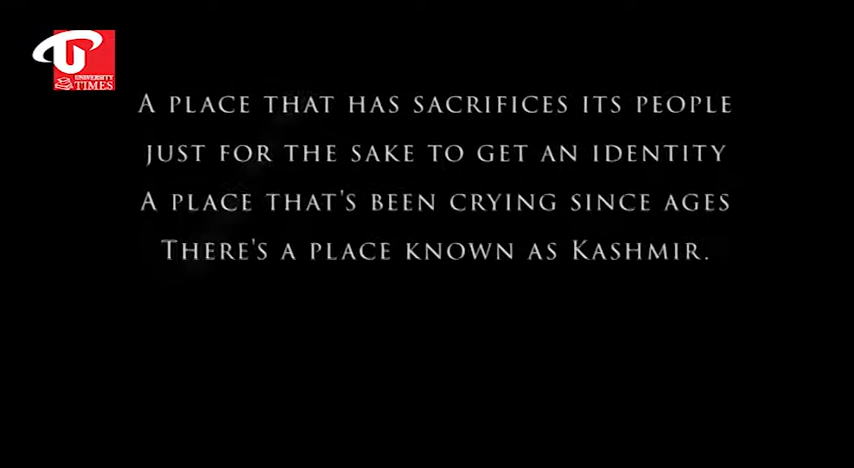 UNIVERSITY
TIMES
A PLACE THAT HAS SACRIFICES ITS PEOPLE
JUST FOR THE SAKE TO GET AN IDENTITY
A PLACE THAT'S BEEN CRYING SINCE AGES
THERE'S A PLACE KNOWN AS KASHMIR.